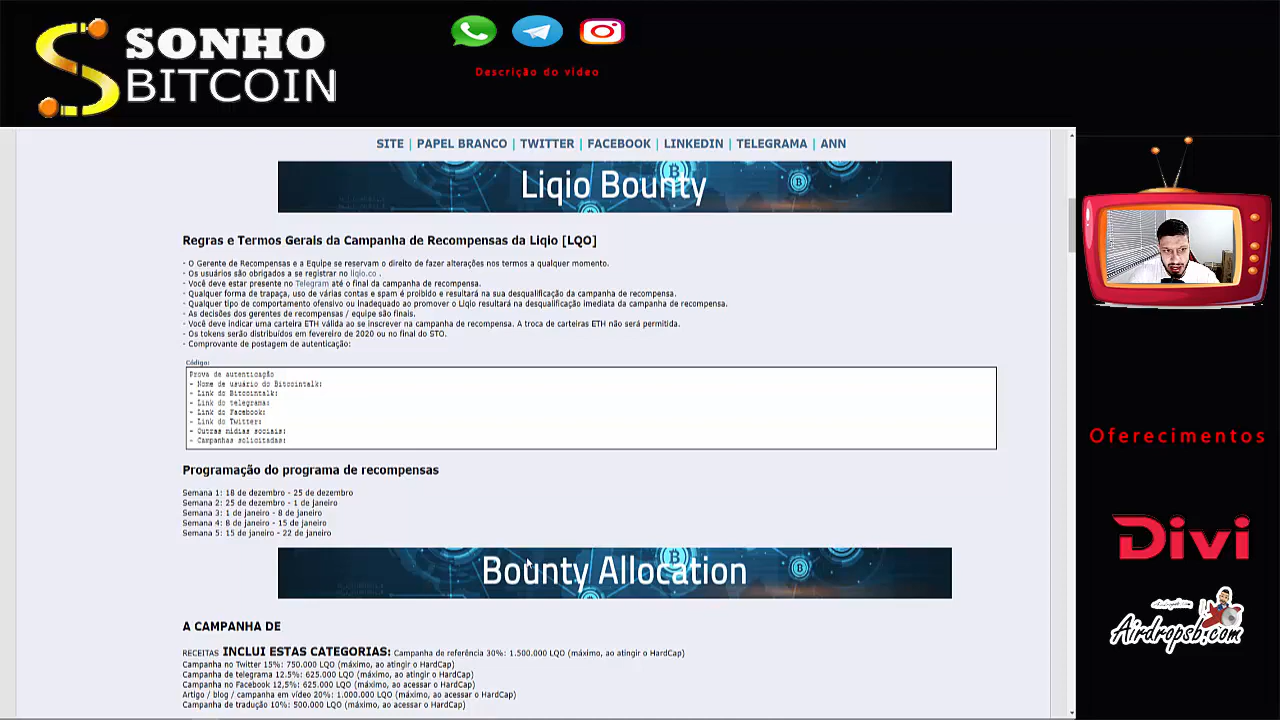 SONHO
BITCOIN
Descrição do vídeo
SITE | PAPEL BRANCO | TWITTER | FACEBOOK | LINKEDIN | TELEGRAMA | ANN
Liqio Bounty
Regras e Termos Gerais da Campanha de Recompensas da Liqio [LQO]
- O Gerente de Recompensas e a Equipe se reservam o direito de fazer alterações nos termos a qualquer momento.
- Os usuários são obrigados a se registrar no liqio.co .
- Você deve estar presente no Telegram até o final da campanha de recompensa.
- Qualquer forma de trapaça, uso de várias contas e spam é proibido e resultará na sua desqualificação da campanha de recompensa.
- Qualquer tipo de comportamento ofensivo ou inadequado ao promover o Liqio resultará na desqualificação imediata da campanha de recompensa.
- As decisões dos gerentes de recompensas / equipe são finais.
- Você deve indicar uma carteira ETH válida ao se inscrever na campanha de recompensa. A troca de carteiras ETH não será permitida.
- Os tokens serão distribuídos em fevereiro de 2020 ou no final do STO.
- Comprovante de postagem de autenticação:
Código:
Prova de autenticação
- Nome de usuário do Bitcointalk:
- Link do Bitcointalk:
- Link do telegrama:
- Link do Facebook:
- Link do Twitter:
- Outras mídias sociais:
- Campanhas solicitadas:
Programação do programa de recompensas
Semana 1: 18 de dezembro - 25 de dezembro
Semana 2: 25 de dezembro - 1 de janeiro
Semana 3: 1 de janeiro - 8 de janeiro
Semana 4: 8 de janeiro - 15 de janeiro
Semana 5: 15 de janeiro - 22 de janeiro
Bounty Allocation
A CAMPANHA DE
RECEITAS INCLUI ESTAS CATEGORIAS: Campanha de referência 30%: 1.500.000 LQO (máximo, ao atingir o HardCap)
Campanha no Twitter 15%: 750.000 LQO (máximo, ao atingir o HardCap)
Campanha de telegrama 12.5%: 625.000 LQO (máximo, ao atingir o HardCap)
Campanha no Facebook 12,5%: 625.000 LQO (máximo, ao acessar o HardCap)
Artigo / blog / campanha em vídeo 20%: 1.000.000 LQO (máximo, ao acessar o HardCap)
Campanha de tradução 10%: 500.000 LQO (máximo, ao acessar o HardCap)
Oferecimentos
Divi
Airdropsb.com